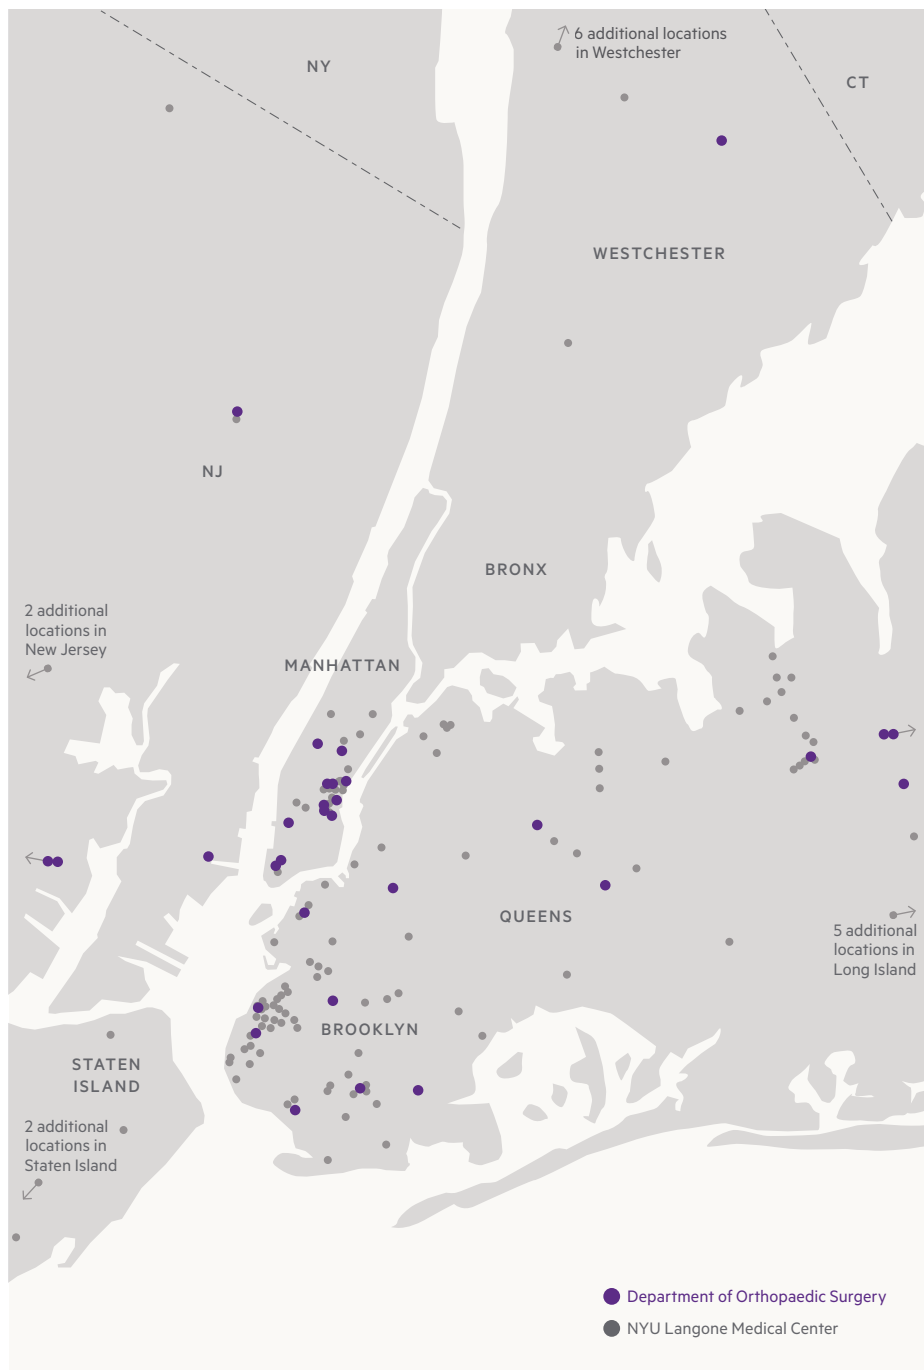 6 additional locations
in Westchester
NY
CT
WESTCHESTER
NJ
BRONX
2 additional
locations in
New Jersey
MANHATTAN
QUEENS
5 additional
locations in
Long Island
BROOKLYN
STATEN
ISLAND
2 additional
locations in
Staten Island
Department of Orthopaedic Surgery
NYU Langone Medical Center